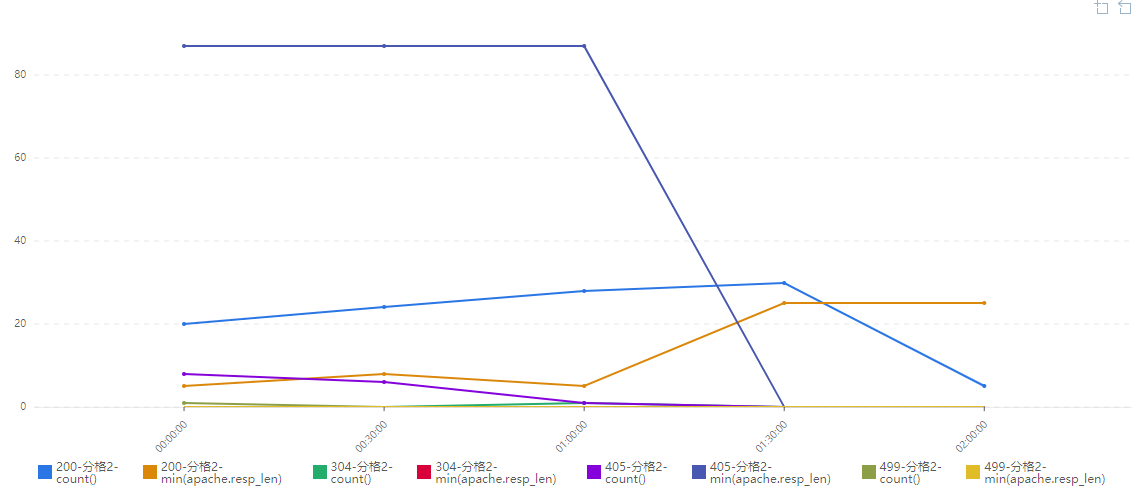 80
60
40
20
0
00:00:00
00:30:00
01:00:00
01:30:00
02:00:00
200-分格2-
count()
200-分格2-
min(apache.resp_len)
304-分格2-
count()
304-分格2-
min(apache.resp_len)
405-分格2-
count()
405-分格2-
min(apache.resp_len)
499-分格2-
count()
499-分格2-
min(apache.resp_len)